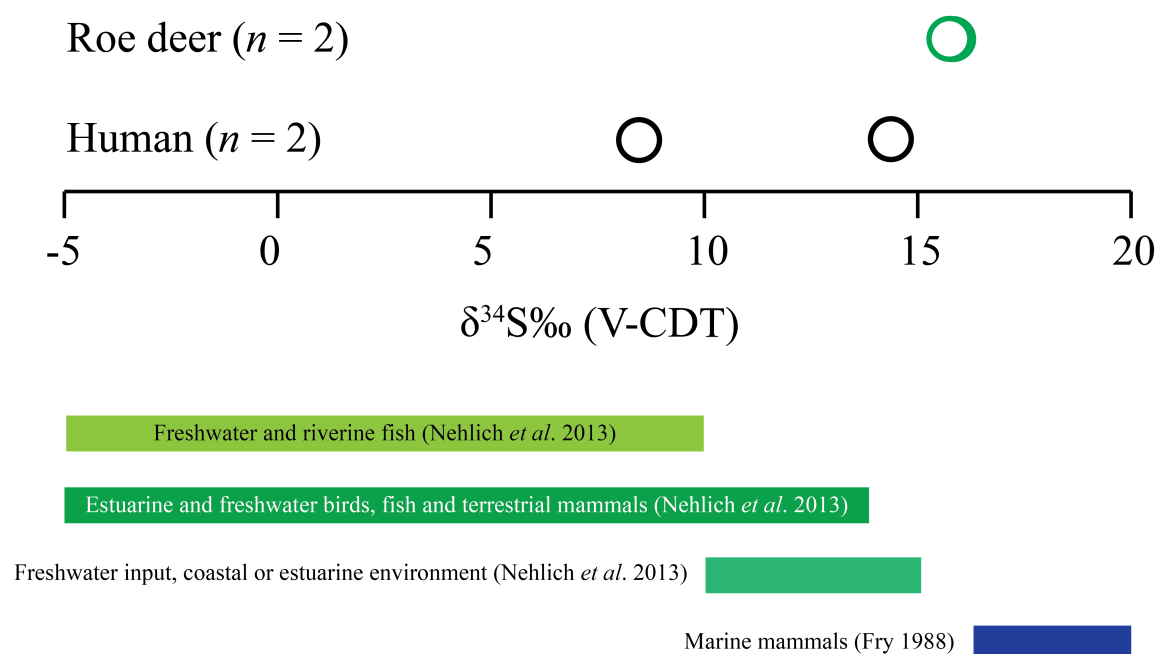 Roe deer (n = 2)
Human (n = 2)
-5 0 5 10 15 20
δ³⁴S‰ (V-CDT)
Freshwater and riverine fish (Nehlich et al. 2013)
Estuarine and freshwater birds, fish and terrestrial mammals (Nehlich et al. 2013)
Freshwater input, coastal or estuarine environment (Nehlich et al. 2013)
Marine mammals (Fry 1988)